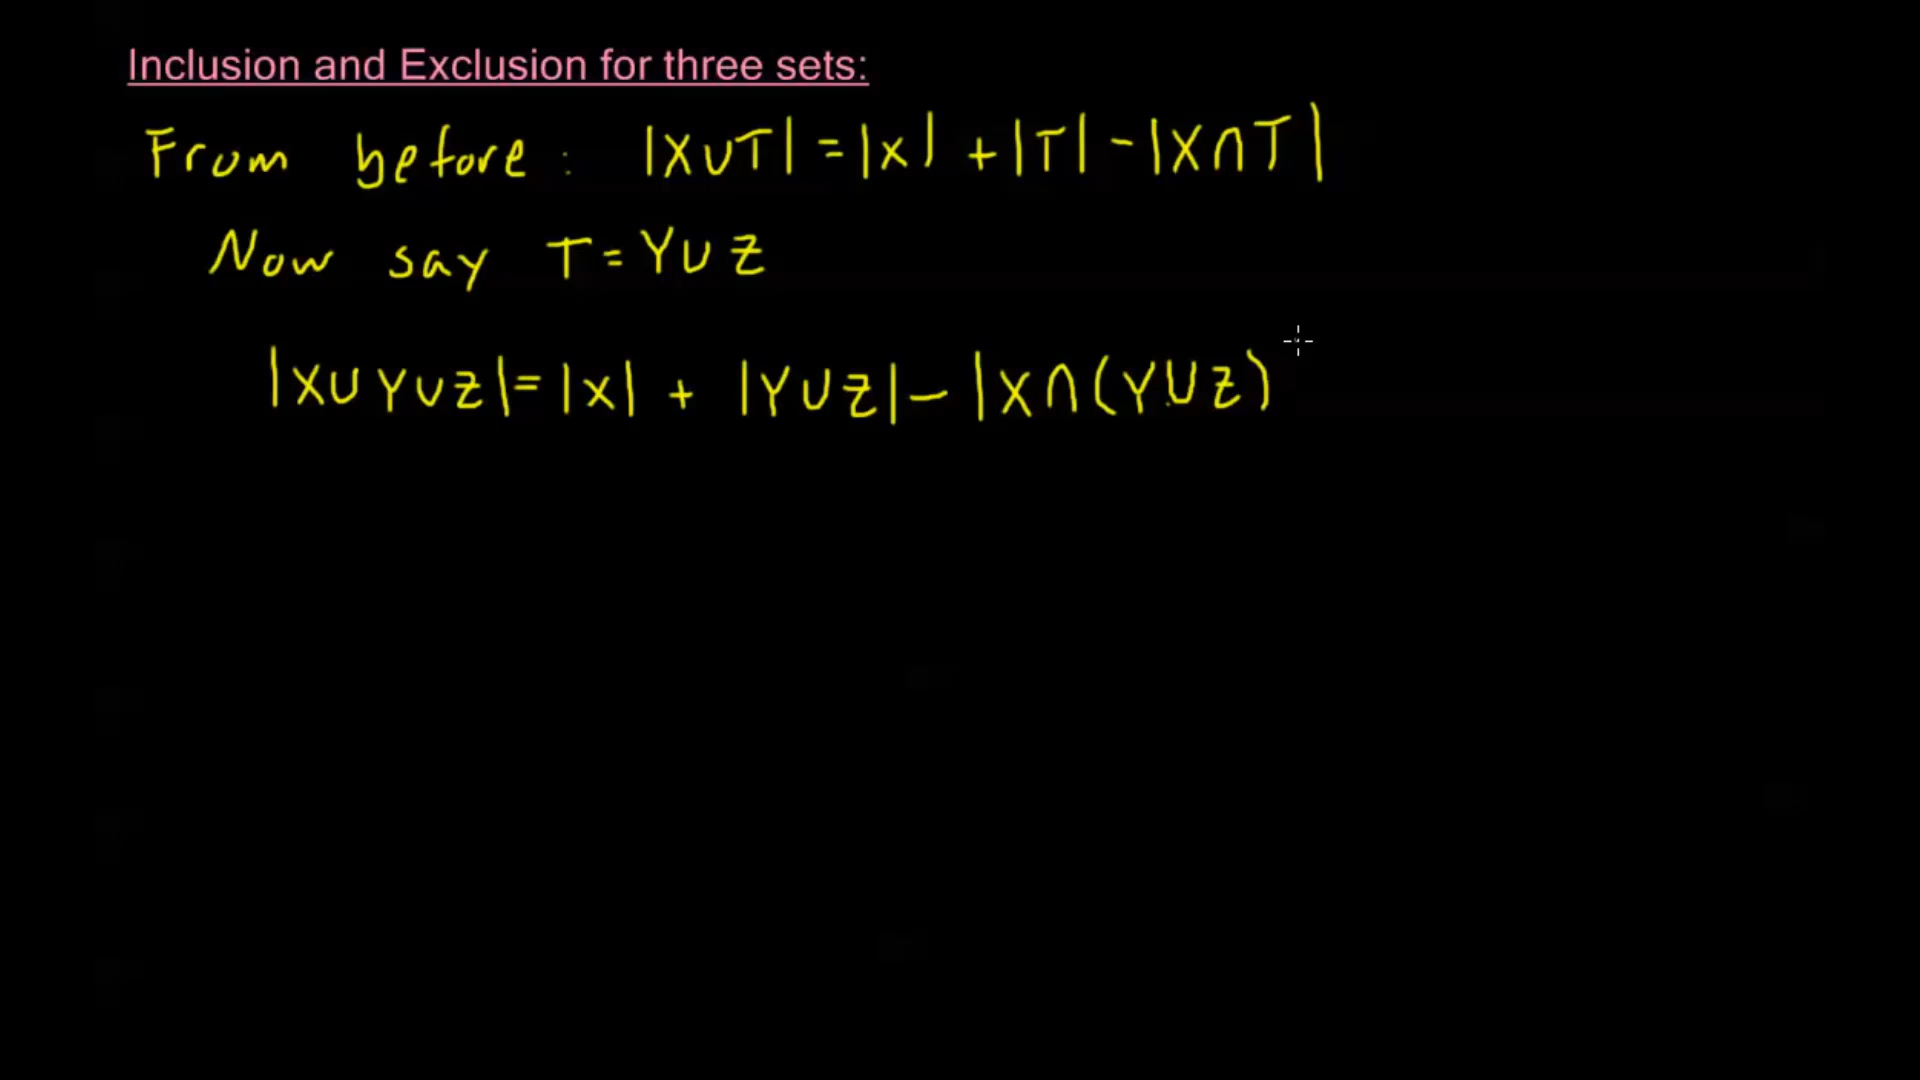 Inclusion and Exclusion for three sets:
From before: |X∪T| = |X| + |T| - |X∩T|
Now say T = Y∪Z
|X∪Y∪Z| = |X| + |Y∪Z| - |X∩(Y∪Z)